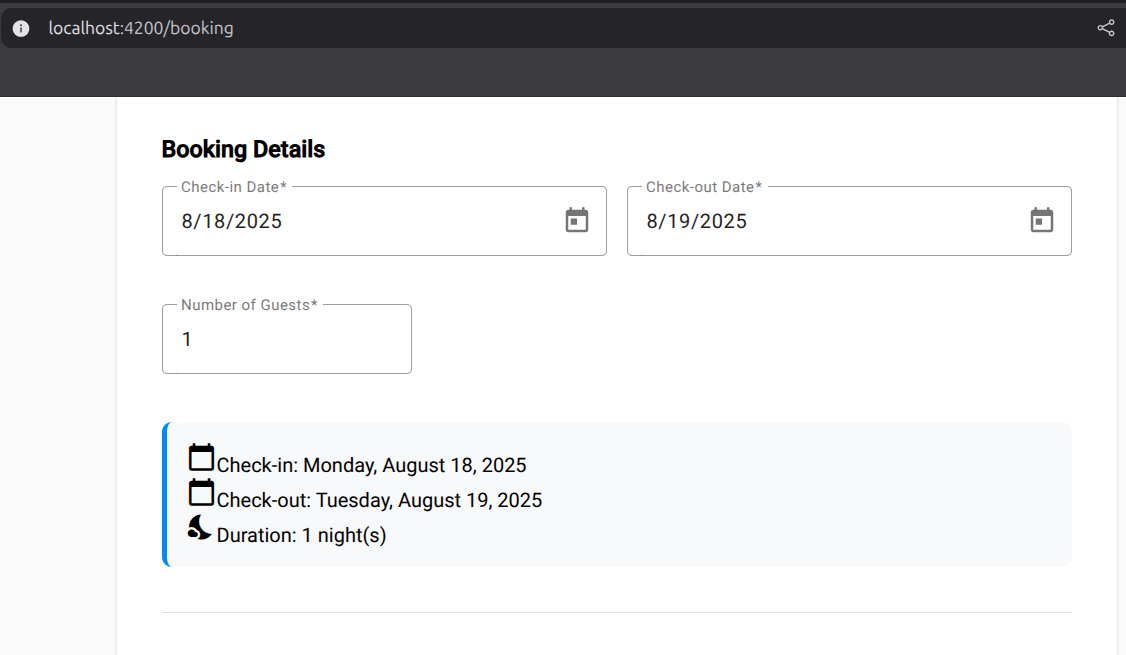 localhost:4200/booking
Booking Details
Check-in Date*
8/18/2025
Check-out Date*
8/19/2025
Number of Guests*
1
Check-in: Monday, August 18, 2025
Check-out: Tuesday, August 19, 2025
Duration: 1 night(s)